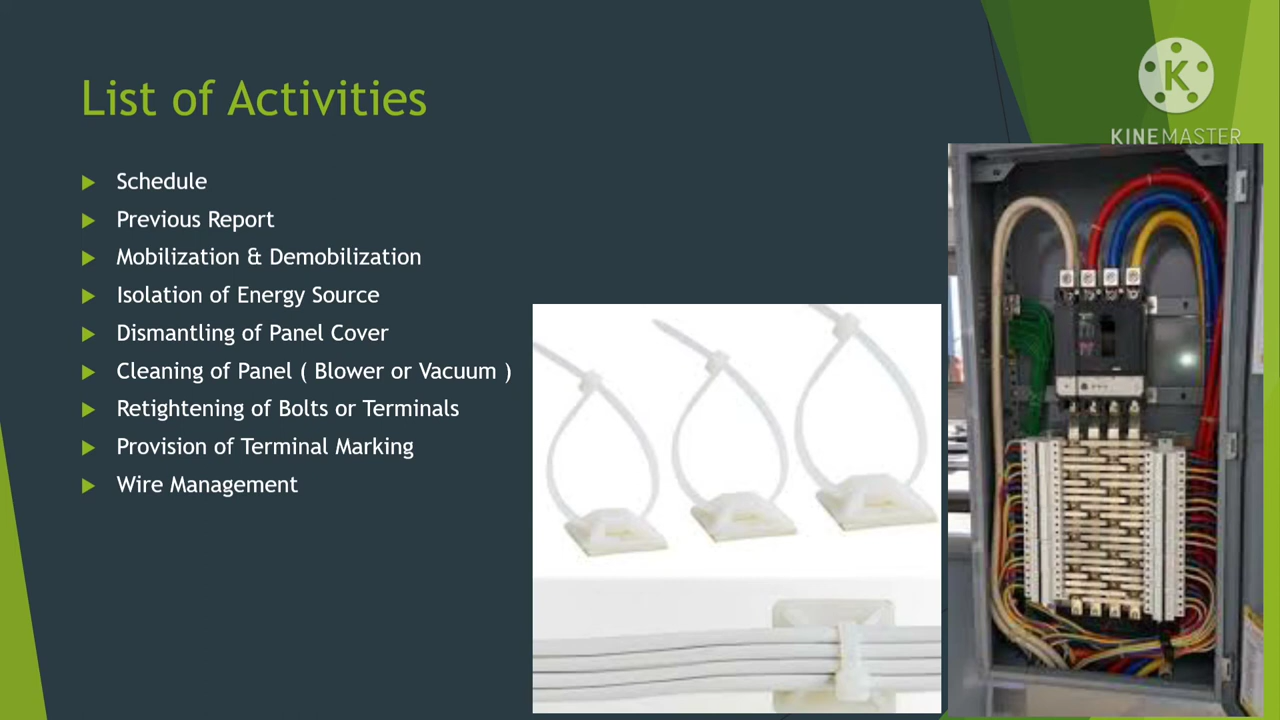 List of Activities
Schedule
Previous Report
Mobilization & Demobilization
Isolation of Energy Source
Dismantling of Panel Cover
Cleaning of Panel ( Blower or Vacuum )
Retightening of Bolts or Terminals
Provision of Terminal Marking
Wire Management
K
KINEMASTER